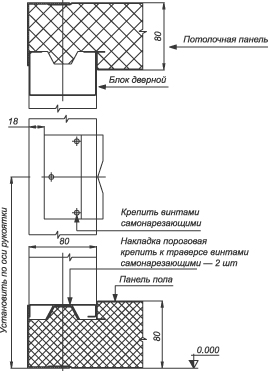 80
Потолочная панель
Блок дверной
18
Крепить винтами
самонарезающими
Накладка пороговая
крепить к траверсе винтами
самонарезающими — 2 шт
80
Панель пола
Установить по оси рукоятки
80
0.000